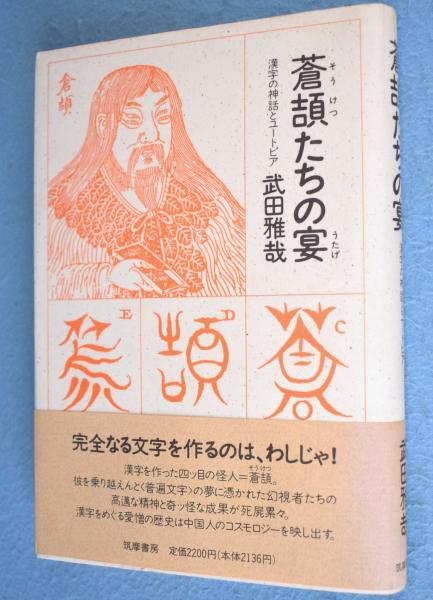 蒼頡たちの宴
そうけつ
うたげ
漢字の神話とユートピア
武田雅哉
倉頡
E
D
C
頡
蒼
完全なる文字を作るのは、わしじゃ!
漢字を作った四ッ目の怪人=蒼頡。
そうけつ
彼を乗り越えんと〈普遍文字〉の夢に憑かれた幻視者たちの
高邁な精神と奇ッ怪な成果が死屍累々。
漢字をめぐる愛憎の歴史は中国人のコスモロジーを映し出す。
筑摩書房 定価2200円(本体2136円)
蒼頡たちの宴
武田雅哉